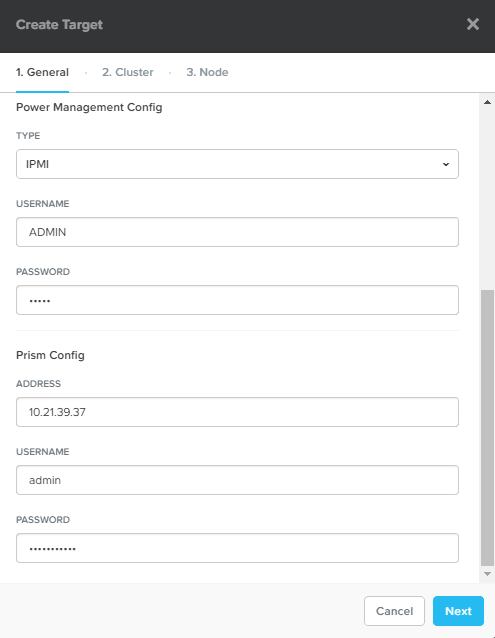 Create Target
1. General · 2. Cluster · 3. Node
Power Management Config
TYPE
IPMI
USERNAME
ADMIN
PASSWORD
•••••
Prism Config
ADDRESS
10.21.39.37
USERNAME
admin
PASSWORD
•••••••••••
Cancel Next